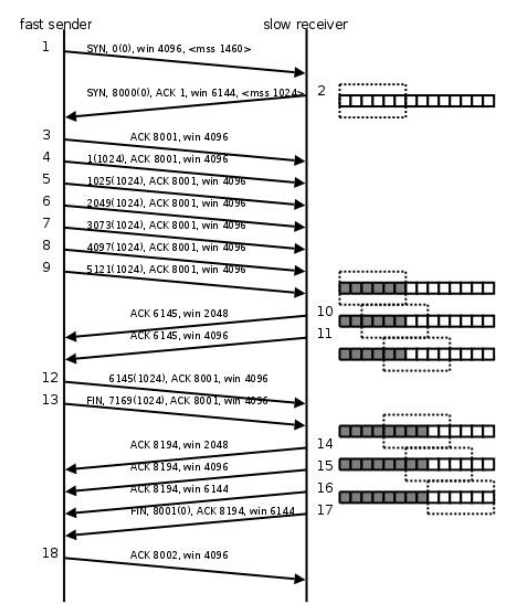 fast sender slow receiver
1 SYN, 0(0), win 4096, <mss 1460>
SYN, 8000(0), ACK 1, win 6144, <mss 1024> 2
3 ACK 8001, win 4096
4 1(1024), ACK 8001, win 4096
5 1025(1024), ACK 8001, win 4096
6 2049(1024), ACK 8001, win 4096
7 3073(1024), ACK 8001, win 4096
8 4097(1024), ACK 8001, win 4096
9 5121(1024), ACK 8001, win 4096
ACK 6145, win 2048 10
ACK 6145, win 4096 11
12 6145(1024), ACK 8001, win 4096
13 FIN, 7169(1024), ACK 8001, win 4096
ACK 8194, win 2048 14
ACK 8194, win 4096 15
ACK 8194, win 6144 16
FIN, 8001(0), ACK 8194, win 6144 17
18 ACK 8002, win 4096